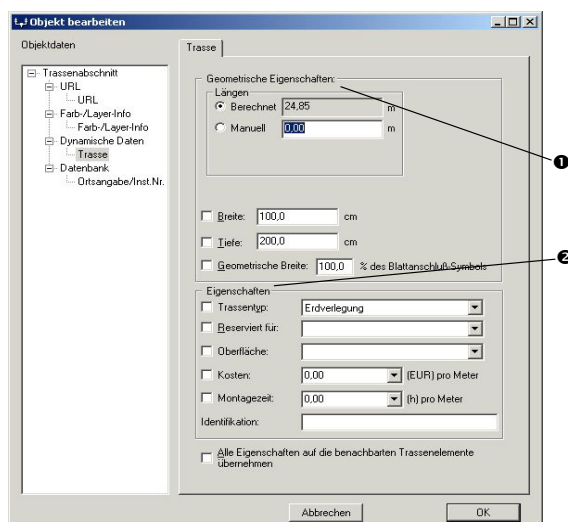 Objekt bearbeiten
Objektdaten
Trassenabschnitt
URL
URL
Farb-/Layer-Info
Farb-/Layer-Info
Dynamische Daten
Trasse
Datenbank
Ortsangabe/Inst.Nr.
Trasse
Geometrische Eigenschaften:
Längen
Berechnet 24,85 m
Manuell 0,00 m
Breite: 100,0 cm
Tiefe: 200,0 cm
Geometrische Breite: 100,0 % des Blattanschluß-Symbols
Eigenschaften
Trassentyp: Erdverlegung
Reserviert für:
Oberfläche:
Kosten: 0,00 (EUR) pro Meter
Montagezeit: 0,00 (h) pro Meter
Identifikation:
Alle Eigenschaften auf die benachbarten Trassenelemente
übernehmen
Abbrechen OK
❶
❷